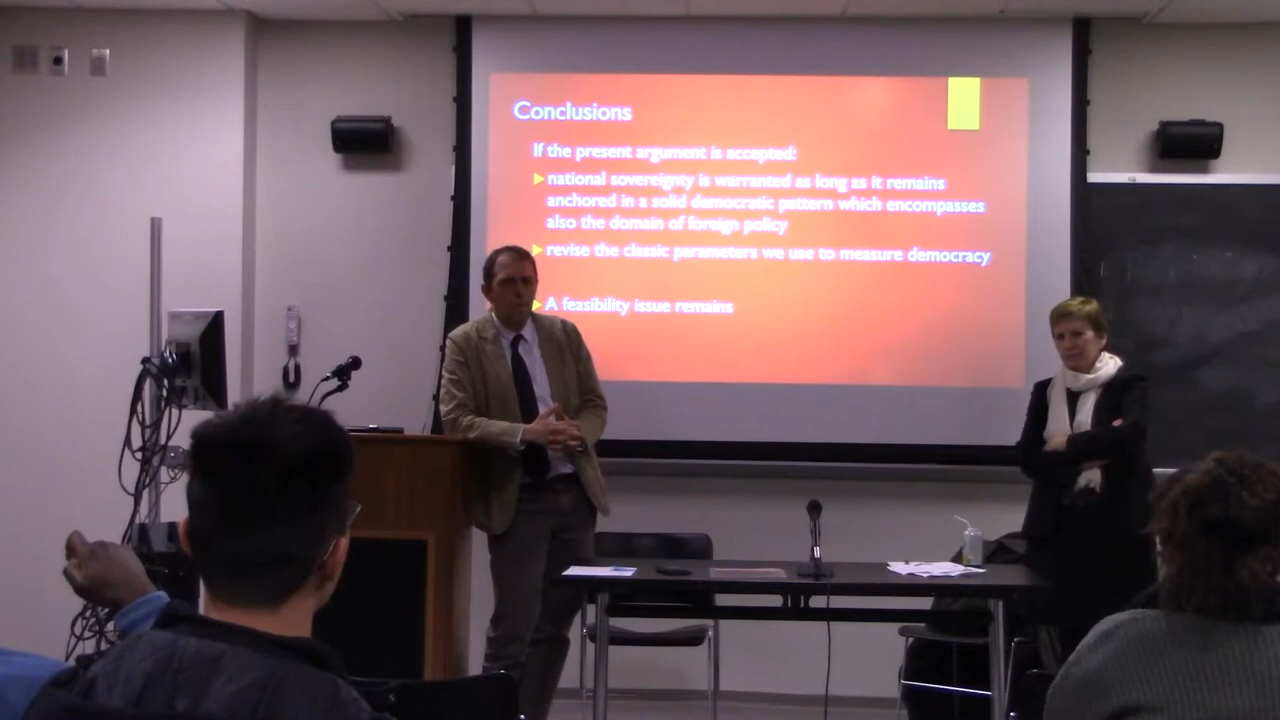 Conclusions
If the present argument is accepted:
national sovereignty is warranted as long as it remains
anchored in a solid democratic pattern which encompasses
also the domain of foreign policy
revise the classic parameters we use to measure democracy
A feasibility issue remains